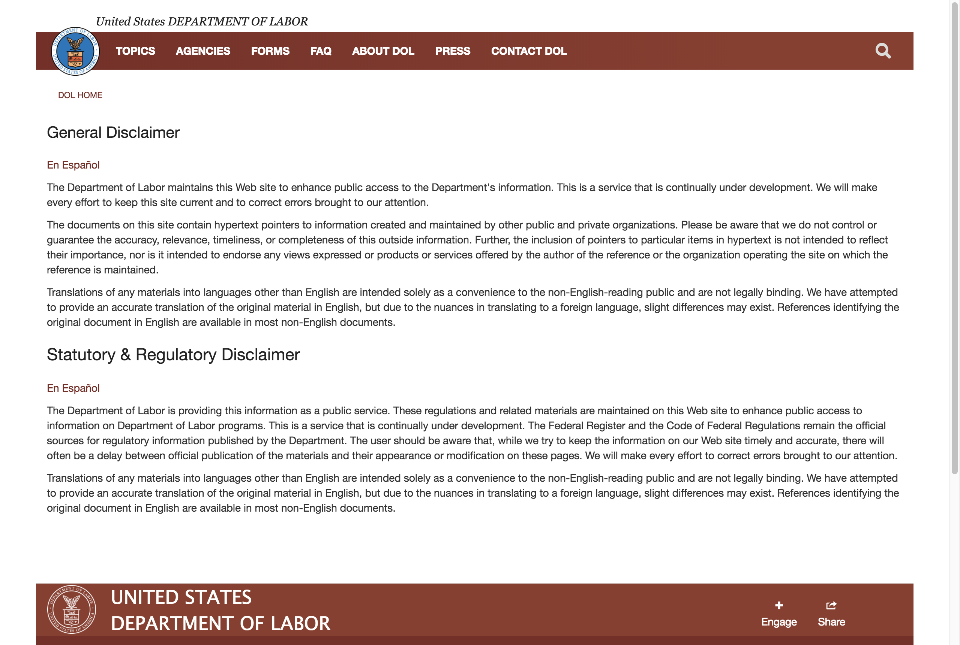 United States DEPARTMENT OF LABOR
TOPICS AGENCIES FORMS FAQ ABOUT DOL PRESS CONTACT DOL
DOL HOME
General Disclaimer
En Español
The Department of Labor maintains this Web site to enhance public access to the Department's information. This is a service that is continually under development. We will make
every effort to keep this site current and to correct errors brought to our attention.
The documents on this site contain hypertext pointers to information created and maintained by other public and private organizations. Please be aware that we do not control or
guarantee the accuracy, relevance, timeliness, or completeness of this outside information. Further, the inclusion of pointers to particular items in hypertext is not intended to reflect
their importance, nor is it intended to endorse any views expressed or products or services offered by the author of the reference or the organization operating the site on which the
reference is maintained.
Translations of any materials into languages other than English are intended solely as a convenience to the non-English-reading public and are not legally binding. We have attempted
to provide an accurate translation of the original material in English, but due to the nuances in translating to a foreign language, slight differences may exist. References identifying the
original document in English are available in most non-English documents.
Statutory & Regulatory Disclaimer
En Español
The Department of Labor is providing this information as a public service. These regulations and related materials are maintained on this Web site to enhance public access to
information on Department of Labor programs. This is a service that is continually under development. The Federal Register and the Code of Federal Regulations remain the official
sources for regulatory information published by the Department. The user should be aware that, while we try to keep the information on our Web site timely and accurate, there will
often be a delay between official publication of the materials and their appearance or modification on these pages. We will make every effort to correct errors brought to our attention.
Translations of any materials into languages other than English are intended solely as a convenience to the non-English-reading public and are not legally binding. We have attempted
to provide an accurate translation of the original material in English, but due to the nuances in translating to a foreign language, slight differences may exist. References identifying the
original document in English are available in most non-English documents.
UNITED STATES
DEPARTMENT OF LABOR
Engage Share